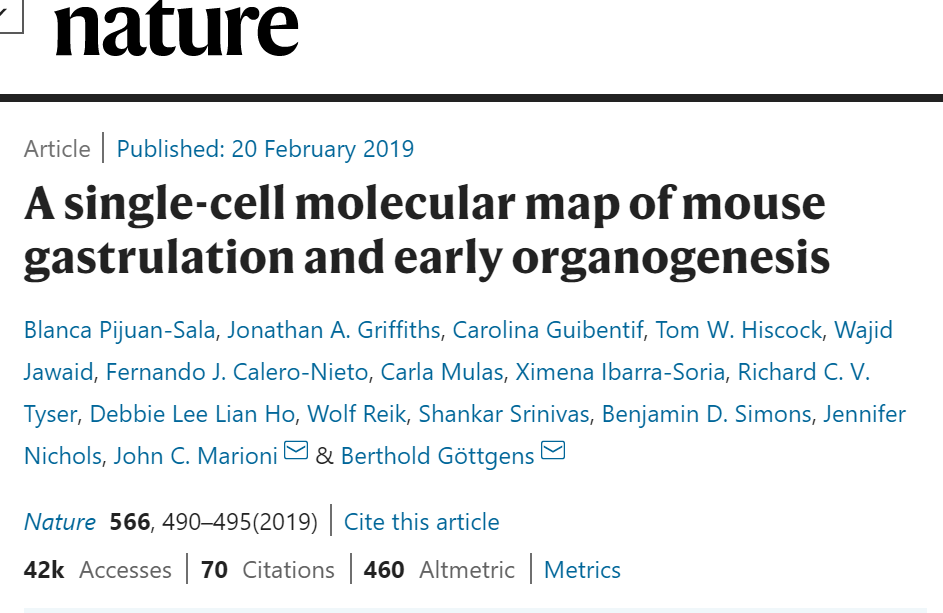 nature
Article | Published: 20 February 2019
A single-cell molecular map of mouse
gastrulation and early organogenesis
Blanca Pijuan-Sala, Jonathan A. Griffiths, Carolina Guibentif, Tom W. Hiscock, Wajid
Jawaid, Fernando J. Calero-Nieto, Carla Mulas, Ximena Ibarra-Soria, Richard C. V.
Tyser, Debbie Lee Lian Ho, Wolf Reik, Shankar Srinivas, Benjamin D. Simons, Jennifer
Nichols, John C. Marioni & Berthold Göttgens
Nature 566, 490–495(2019) | Cite this article
42k Accesses | 70 Citations | 460 Altmetric | Metrics